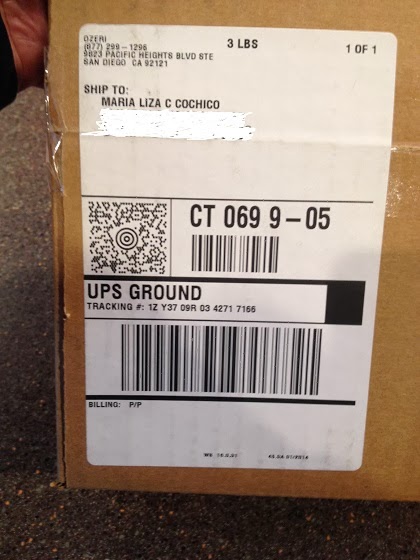 OZERI
(877) 299-1296
9823 PACIFIC HEIGHTS BLVD STE
SAN DIEGO CA 92121
3 LBS
1 OF 1
SHIP TO:
MARIA LIZA C COCHICO
CT 069 9-05
UPS GROUND
TRACKING #: 1Z Y37 09R 03 4271 7166
BILLING: P/P